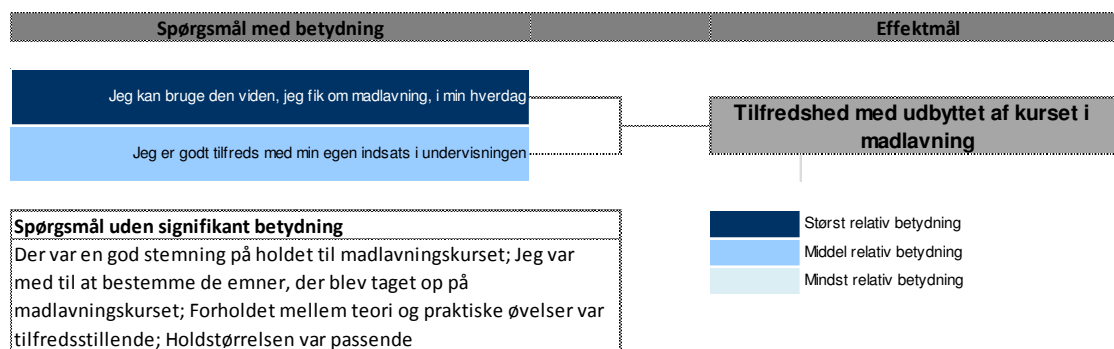 Spørgsmål med betydning
Effektmål
Jeg kan bruge den viden, jeg fik om madlavning, i min hverdag
Jeg er godt tilfreds med min egen indsats i undervisningen
Tilfredshed med udbyttet af kurset i
madlavning
Spørgsmål uden signifikant betydning
Der var en god stemning på holdet til madlavningskurset; Jeg var
med til at bestemme de emner, der blev taget op på
madlavningskurset; Forholdet mellem teori og praktiske øvelser var
tilfredsstillende; Holdstørrelsen var passende
Størst relativ betydning
Middel relativ betydning
Mindst relativ betydning